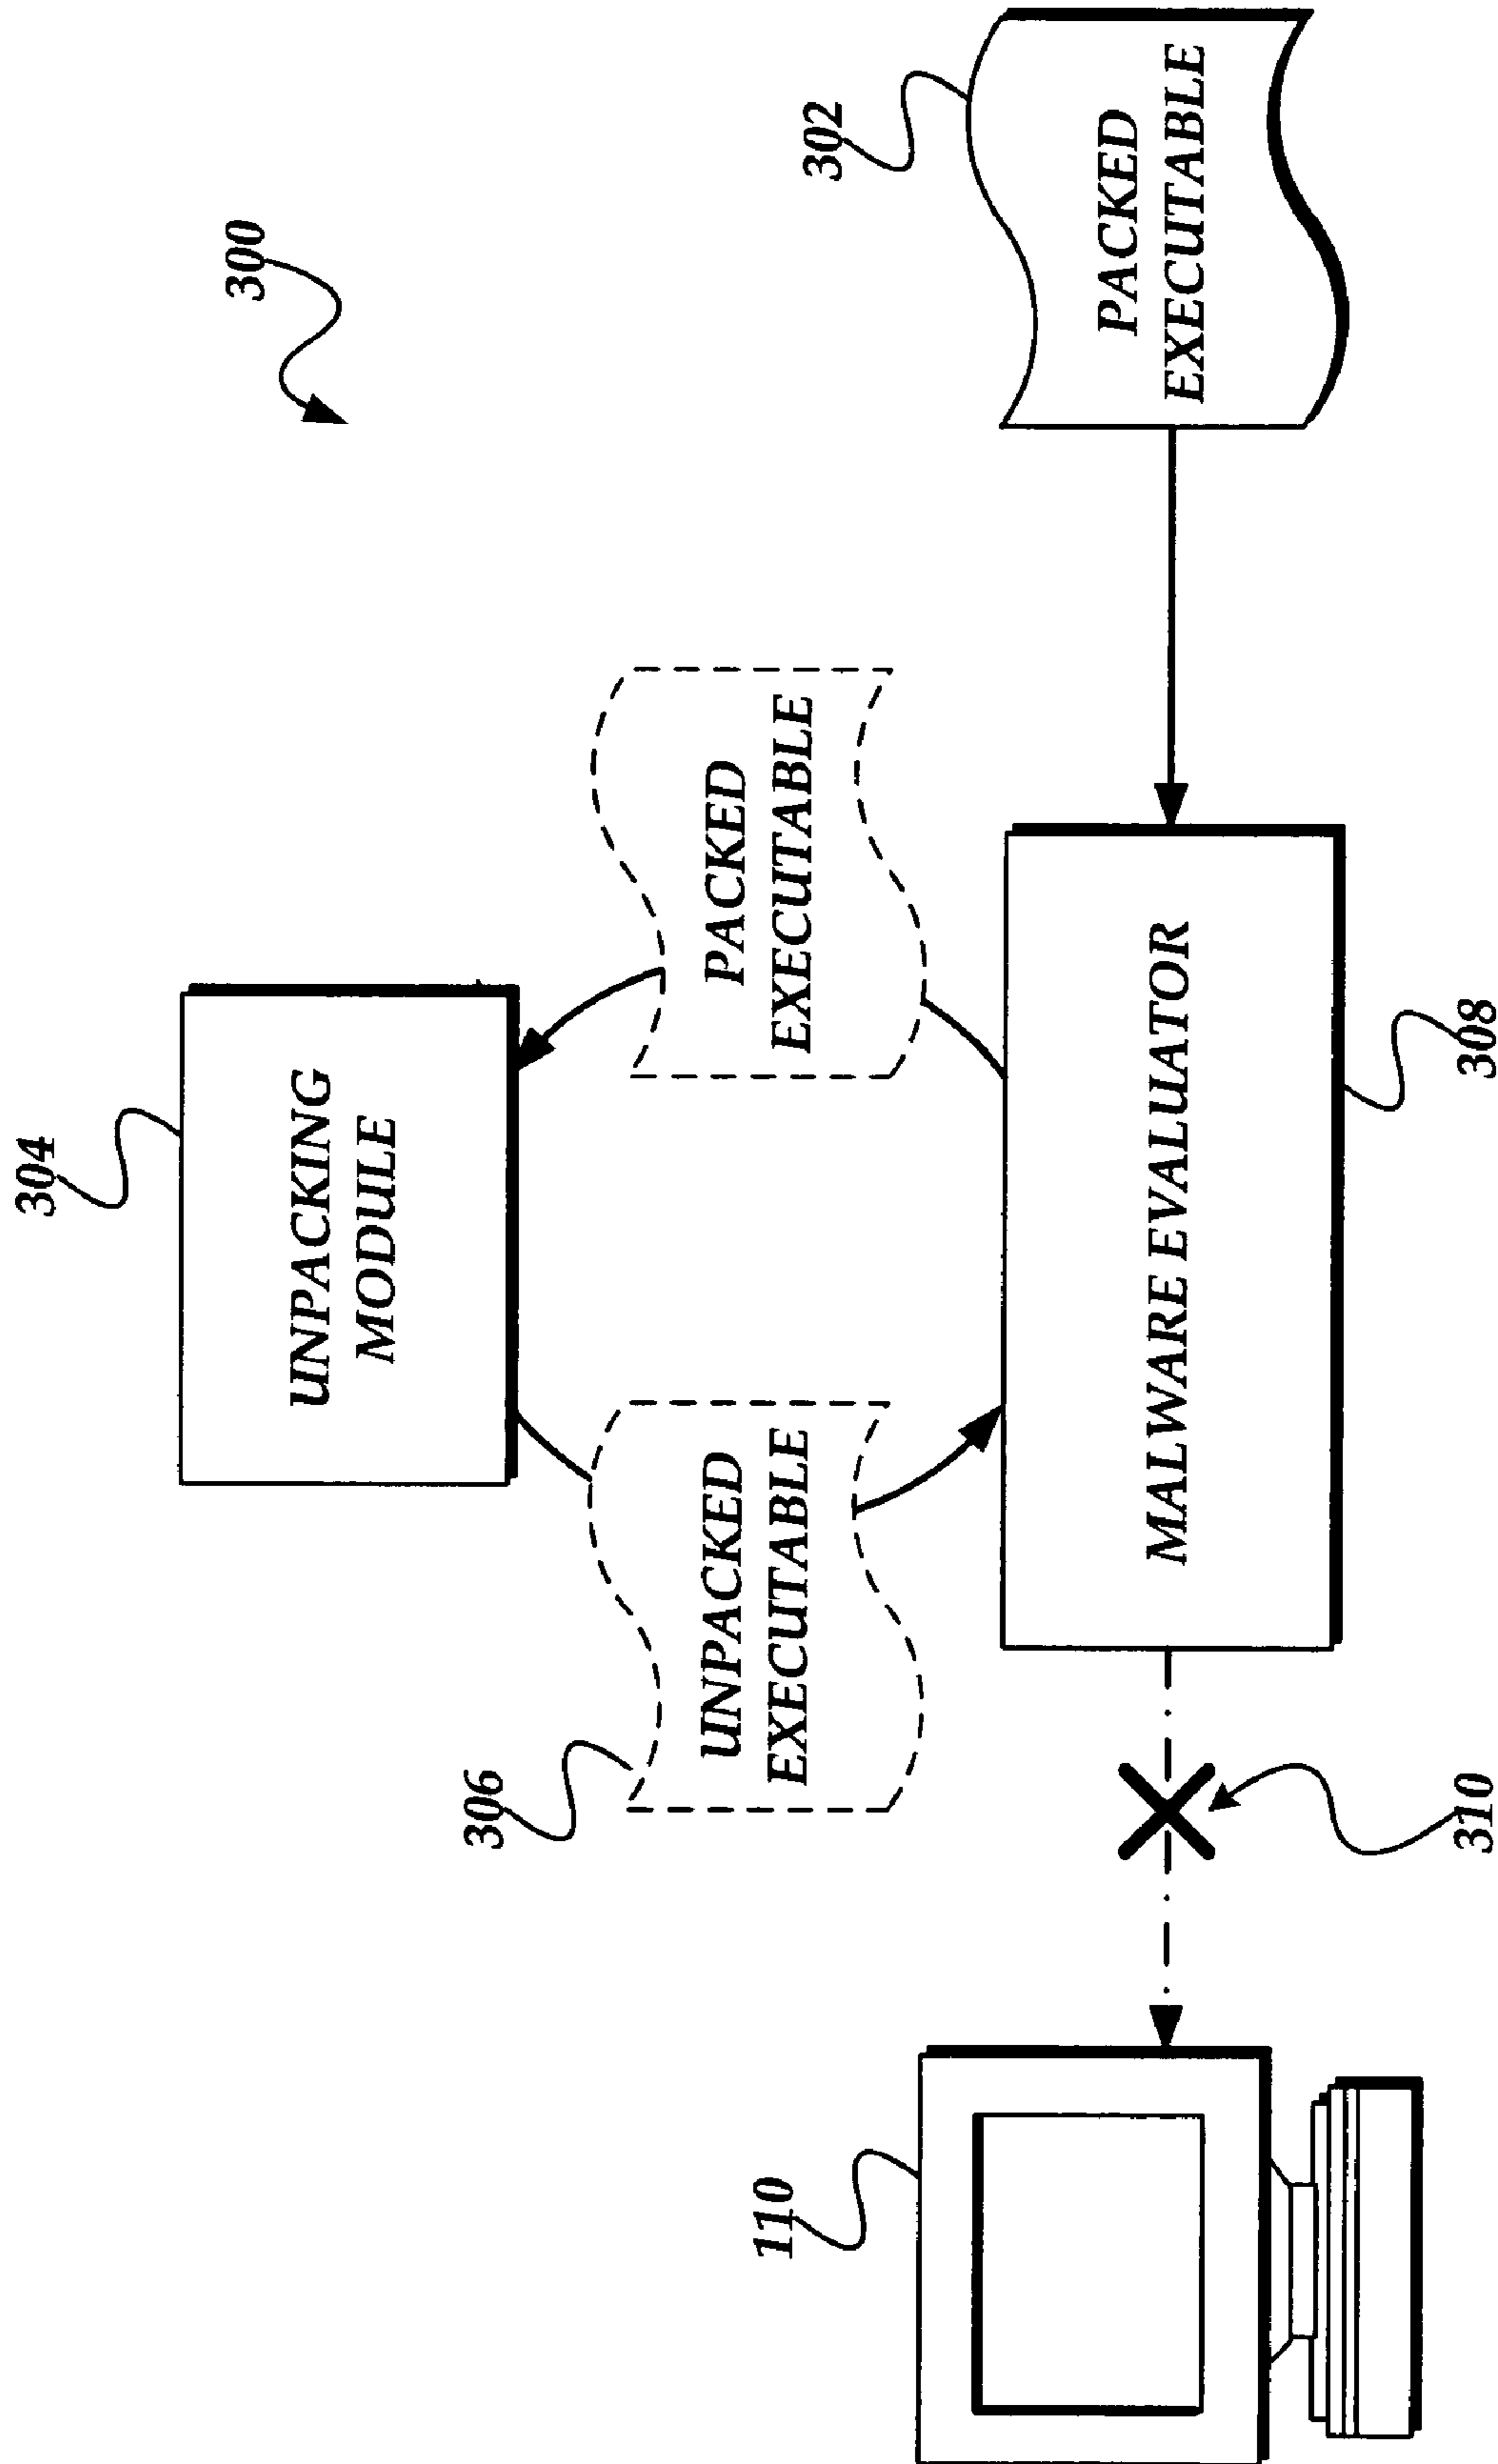 304
300
UNPACKING
MODULE
306
UNPACKED
EXECUTABLE
PACKED
EXECUTABLE
110
302
PACKED
EXECUTABLE
MALWARE EVALUATOR
310
308